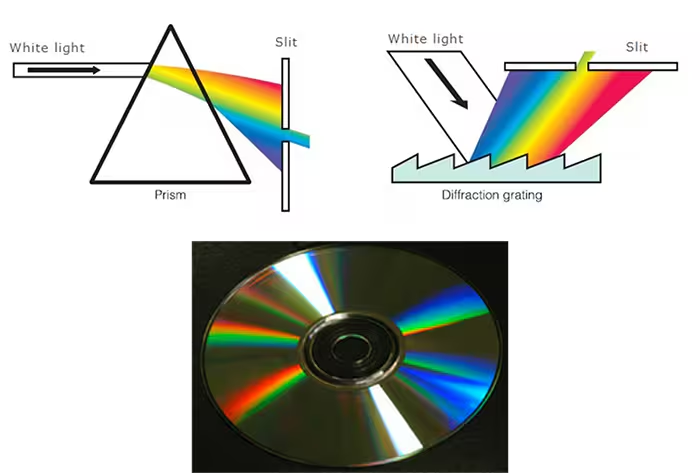 White light
Slit
Prism
White light
Slit
Diffraction grating